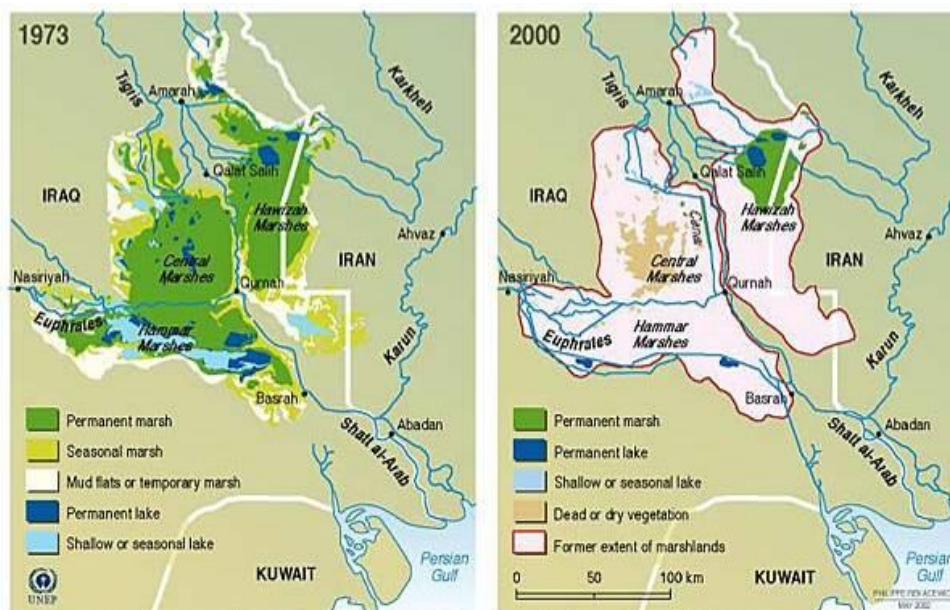 1973
Tigris
Karkheh
Amarah
Qalat Salih
IRAQ
Hawizah
Marshes
Ahvaz
Central
Marshes
IRAN
Nasiriyah
Qurnah
Euphrates
Hammar
Marshes
Karun
Basrah
Abadan
Shatt al-Arab
Permanent marsh
Seasonal marsh
Mud flats or temporary marsh
Permanent lake
Shallow or seasonal lake
Persian
Gulf
KUWAIT
UNEP
2000
Tigris
Karkheh
Amarah
Qalat Salih
IRAQ
Canal
Hawizah
Marshes
Ahvaz
Central
Marshes
IRAN
Nasiriyah
Qurnah
Euphrates
Hammar
Marshes
Karun
Basrah
Abadan
Shatt al-Arab
Permanent marsh
Permanent lake
Shallow or seasonal lake
Dead or dry vegetation
Former extent of marshlands
0 50 100 km
Persian
Gulf
KUWAIT
PHILIPPE REKACEWICZ